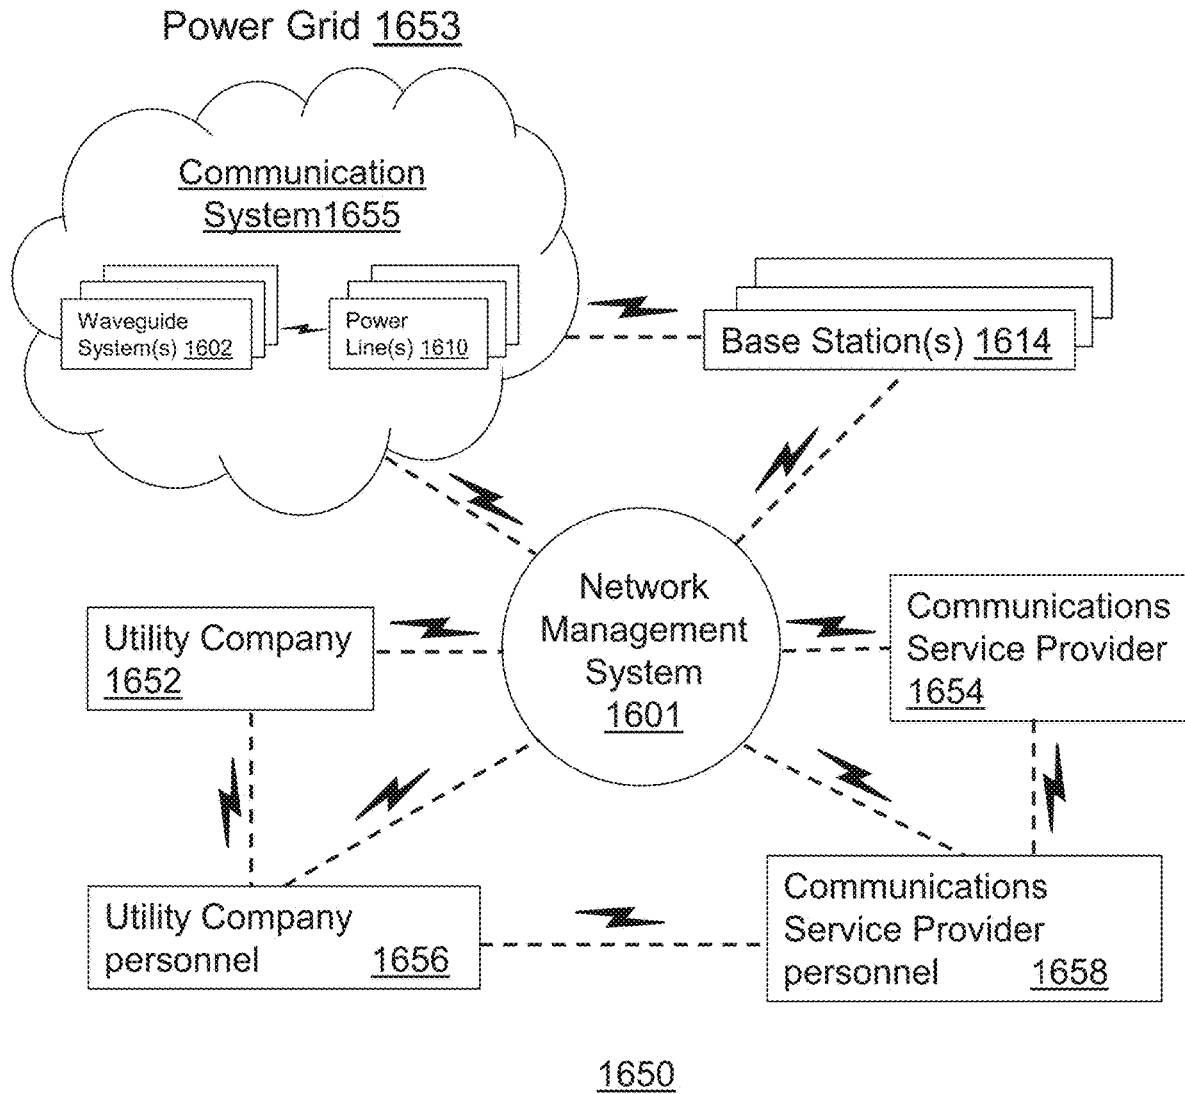 Power Grid 1653
Communication
System1655
Waveguide
System(s) 1602
Power
Line(s) 1610
Base Station(s) 1614
Network
Management
System
1601
Utility Company
1652
Communications
Service Provider
1654
Utility Company
personnel 1656
Communications
Service Provider
personnel 1658
1650